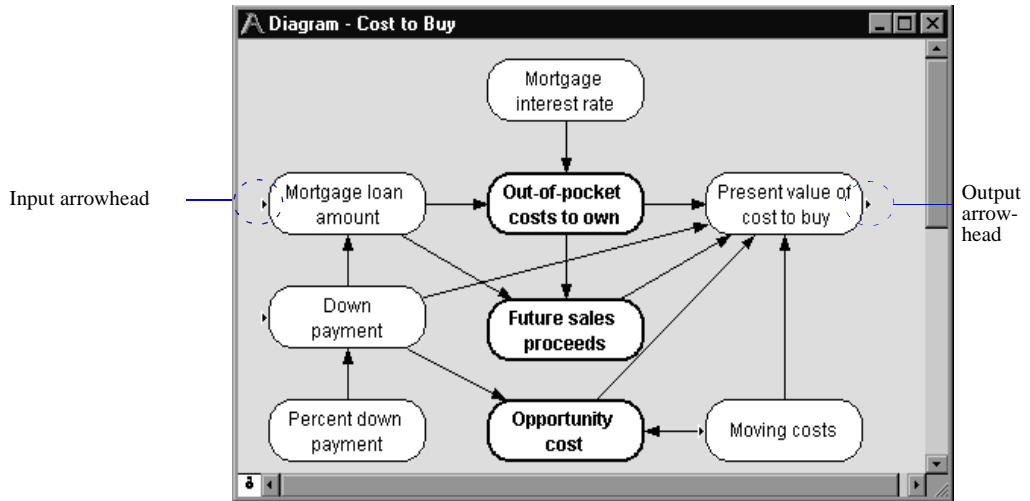 Diagram - Cost to Buy
Mortgage
interest rate
Input arrowhead
Mortgage loan
amount
Out-of-pocket
costs to own
Present value of
cost to buy
Output
arrow-
head
Down
payment
Future sales
proceeds
Percent down
payment
Opportunity
cost
Moving costs